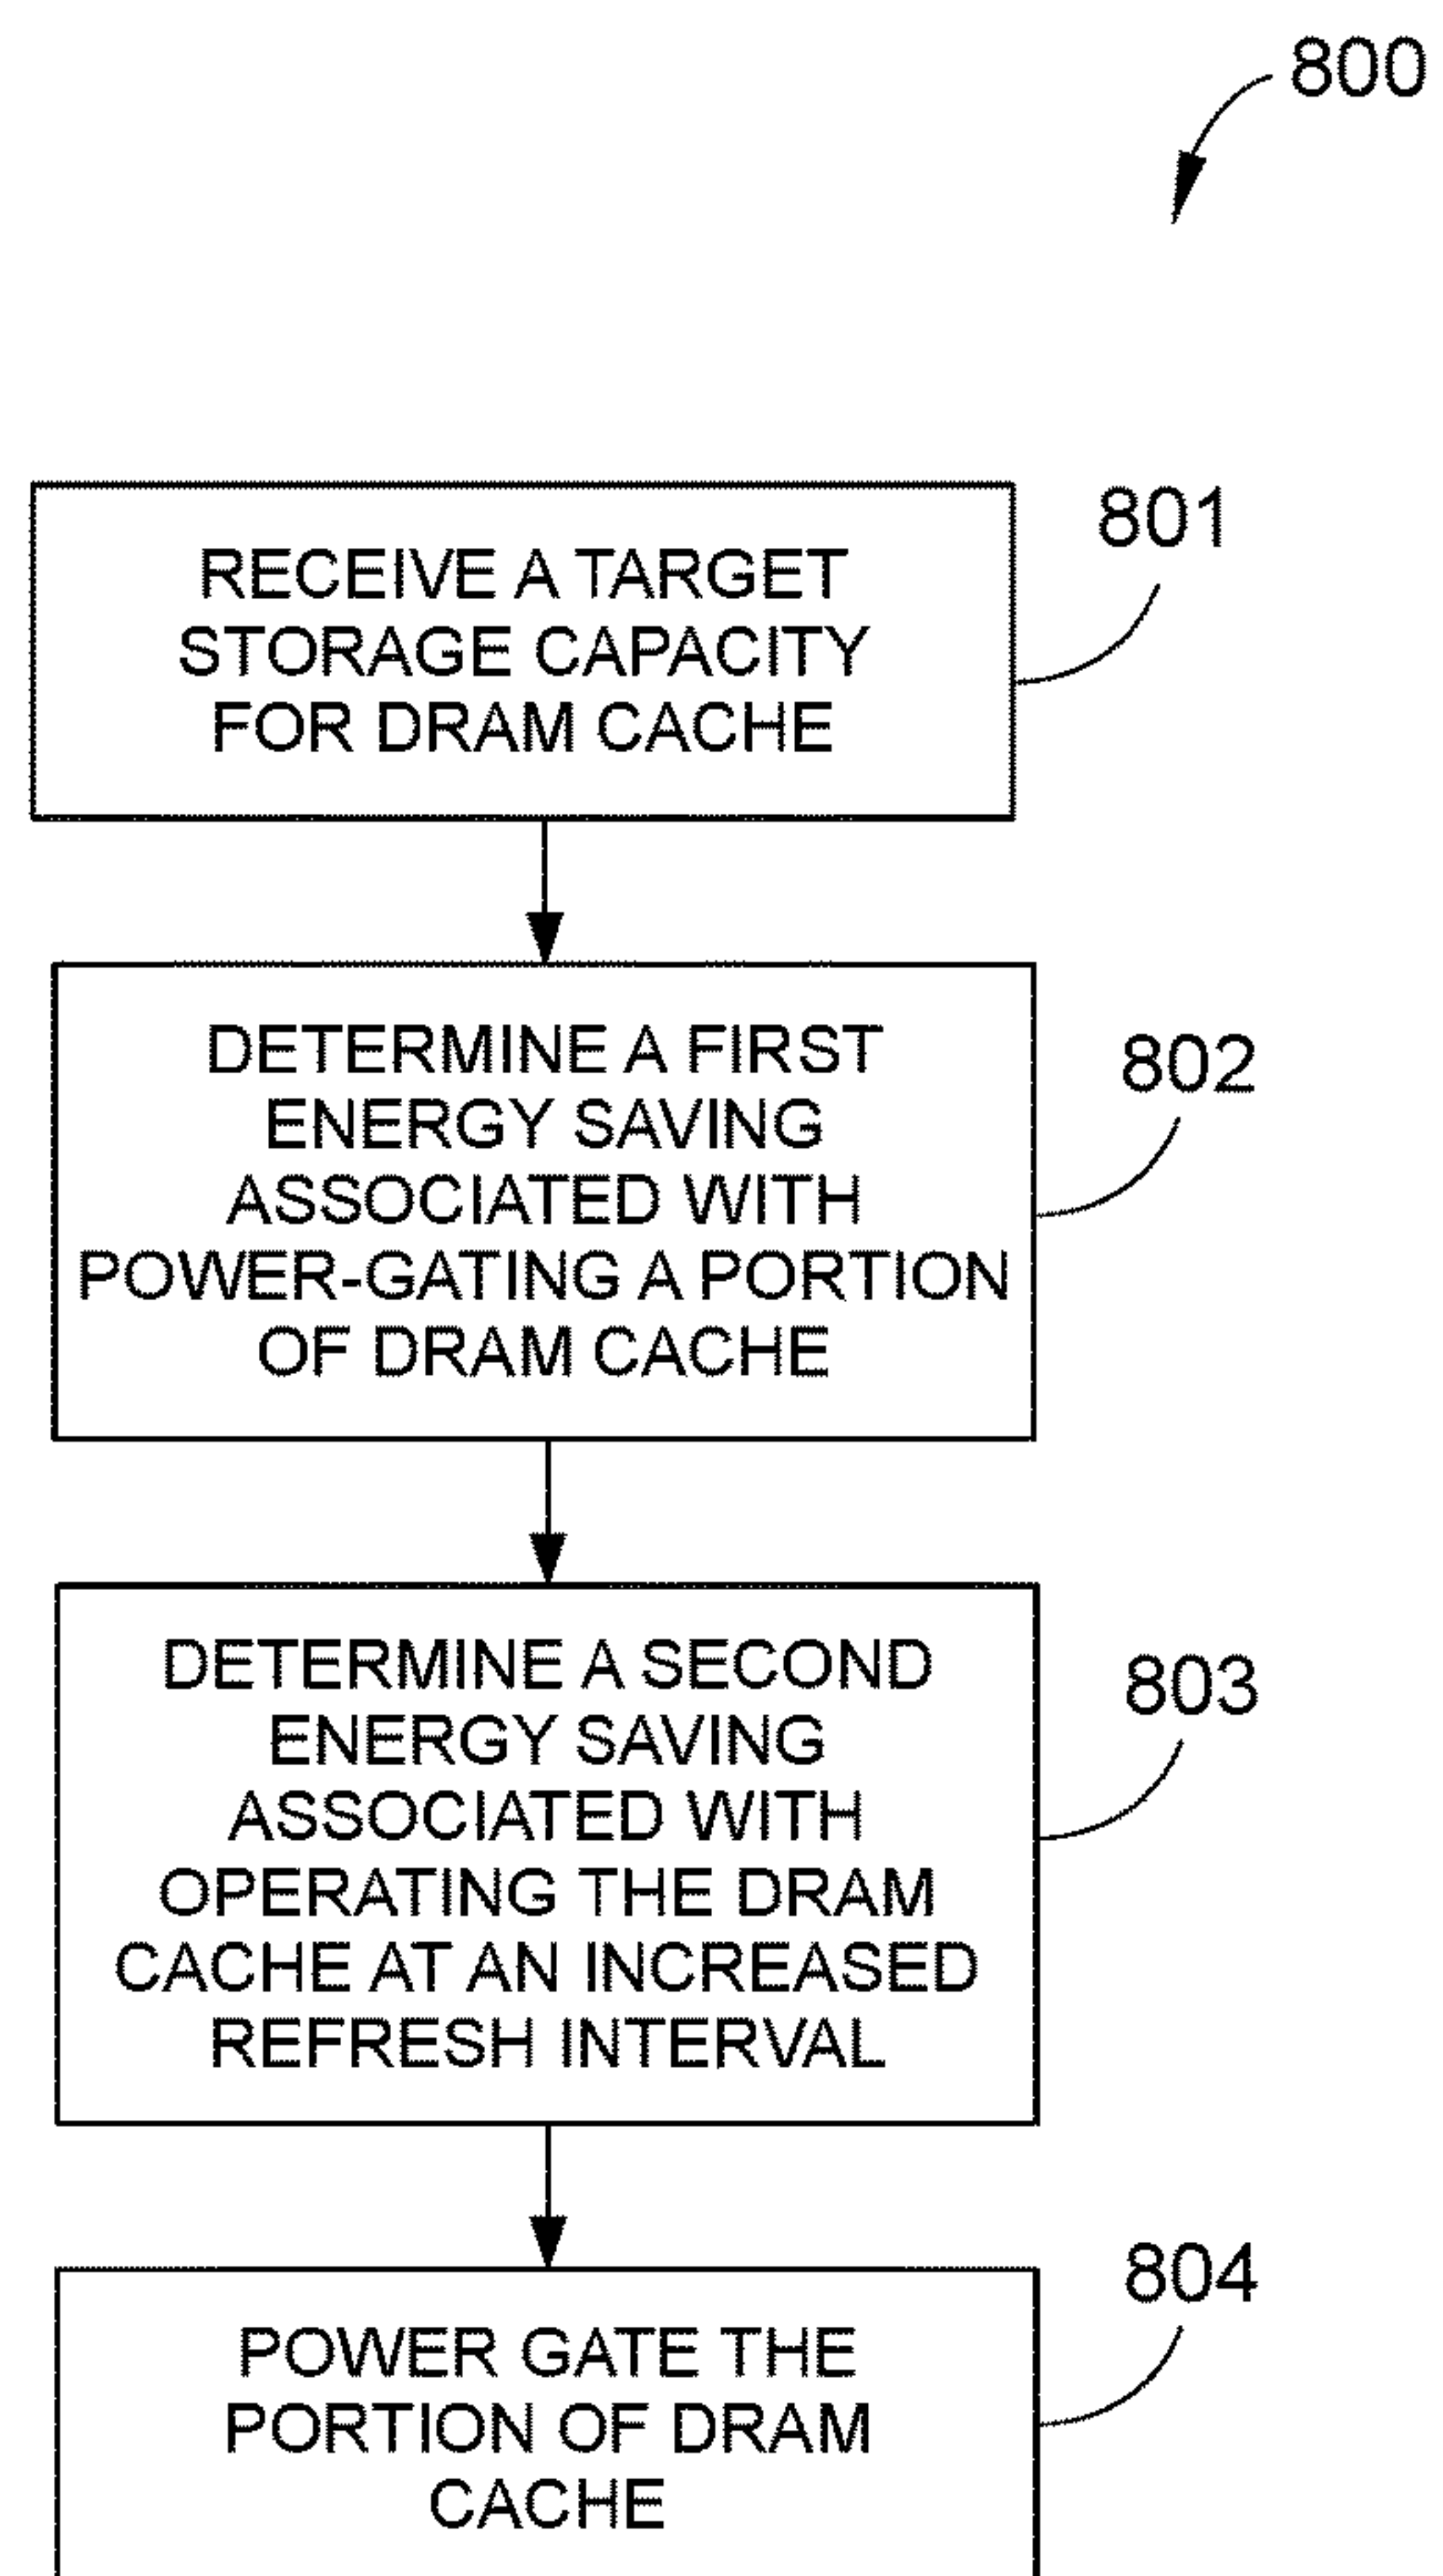 800
RECEIVE A TARGET
STORAGE CAPACITY
FOR DRAM CACHE
801
DETERMINE A FIRST
ENERGY SAVING
ASSOCIATED WITH
POWER-GATING A PORTION
OF DRAM CACHE
802
DETERMINE A SECOND
ENERGY SAVING
ASSOCIATED WITH
OPERATING THE DRAM
CACHE AT AN INCREASED
REFRESH INTERVAL
803
POWER GATE THE
PORTION OF DRAM
CACHE
804